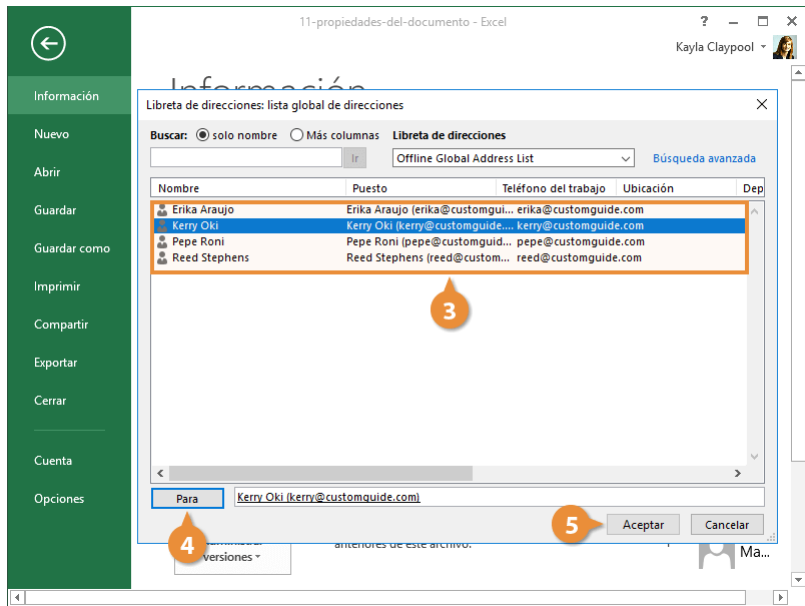 11-propiedades-del-documento - Excel
Kayla Claypool
Información
Información
Nuevo
Abrir
Guardar
Guardar como
Imprimir
Compartir
Exportar
Cerrar
Cuenta
Opciones
Libreta de direcciones: lista global de direcciones
Buscar: solo nombre Más columnas Libreta de direcciones
Ir Offline Global Address List Búsqueda avanzada
Nombre Puesto Teléfono del trabajo Ubicación Dep
Erika Araujo Erika Araujo (erika@customgui... erika@customguide.com
Kerry Oki Kerry Oki (kerry@customguide.... kerry@customguide.com
Pepe Roni Pepe Roni (pepe@customguid... pepe@customguide.com
Reed Stephens Reed Stephens (reed@custom... reed@customguide.com
3
Para Kerry Oki (kerry@customguide.com)
4
5
Aceptar Cancelar
versiones
anteriores de este archivo.
Ma...